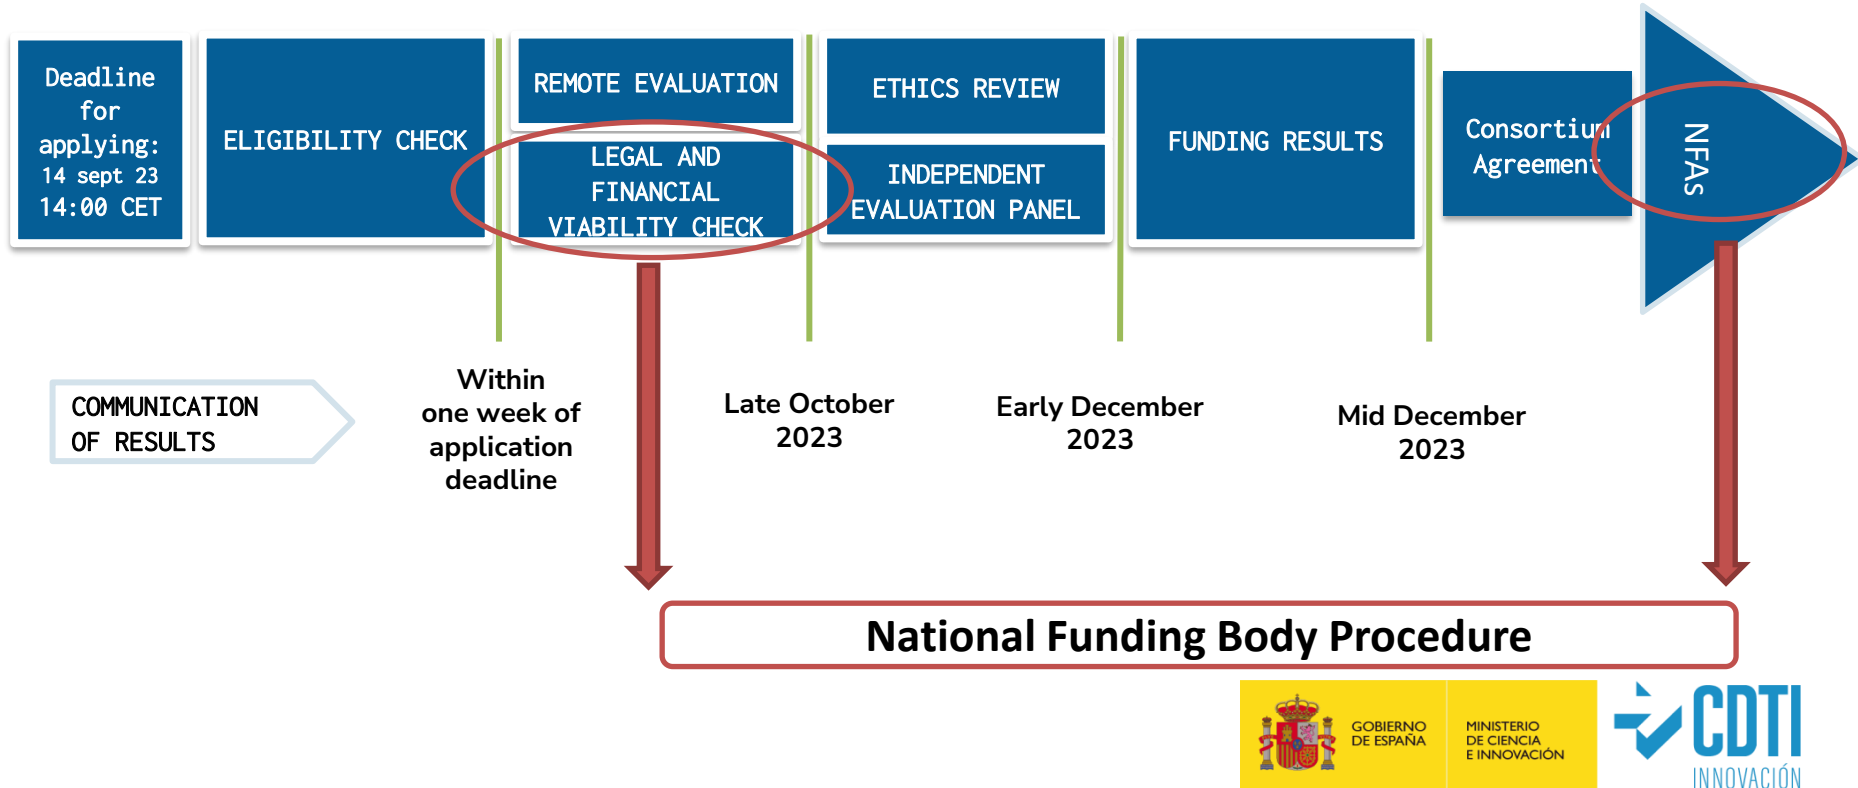 Deadline
for
applying:
14 sept 23
14:00 CET
ELIGIBILITY CHECK
REMOTE EVALUATION
LEGAL AND
FINANCIAL
VIABILITY CHECK
ETHICS REVIEW
INDEPENDENT
EVALUATION PANEL
FUNDING RESULTS
Consortium
Agreement
NFAs
COMMUNICATION
OF RESULTS
Within
one week of
application
deadline
Late October
2023
Early December
2023
Mid December
2023
National Funding Body Procedure
GOBIERNO
DE ESPAÑA
MINISTERIO
DE CIENCIA
E INNOVACIÓN
CDTI
INNOVACIÓN